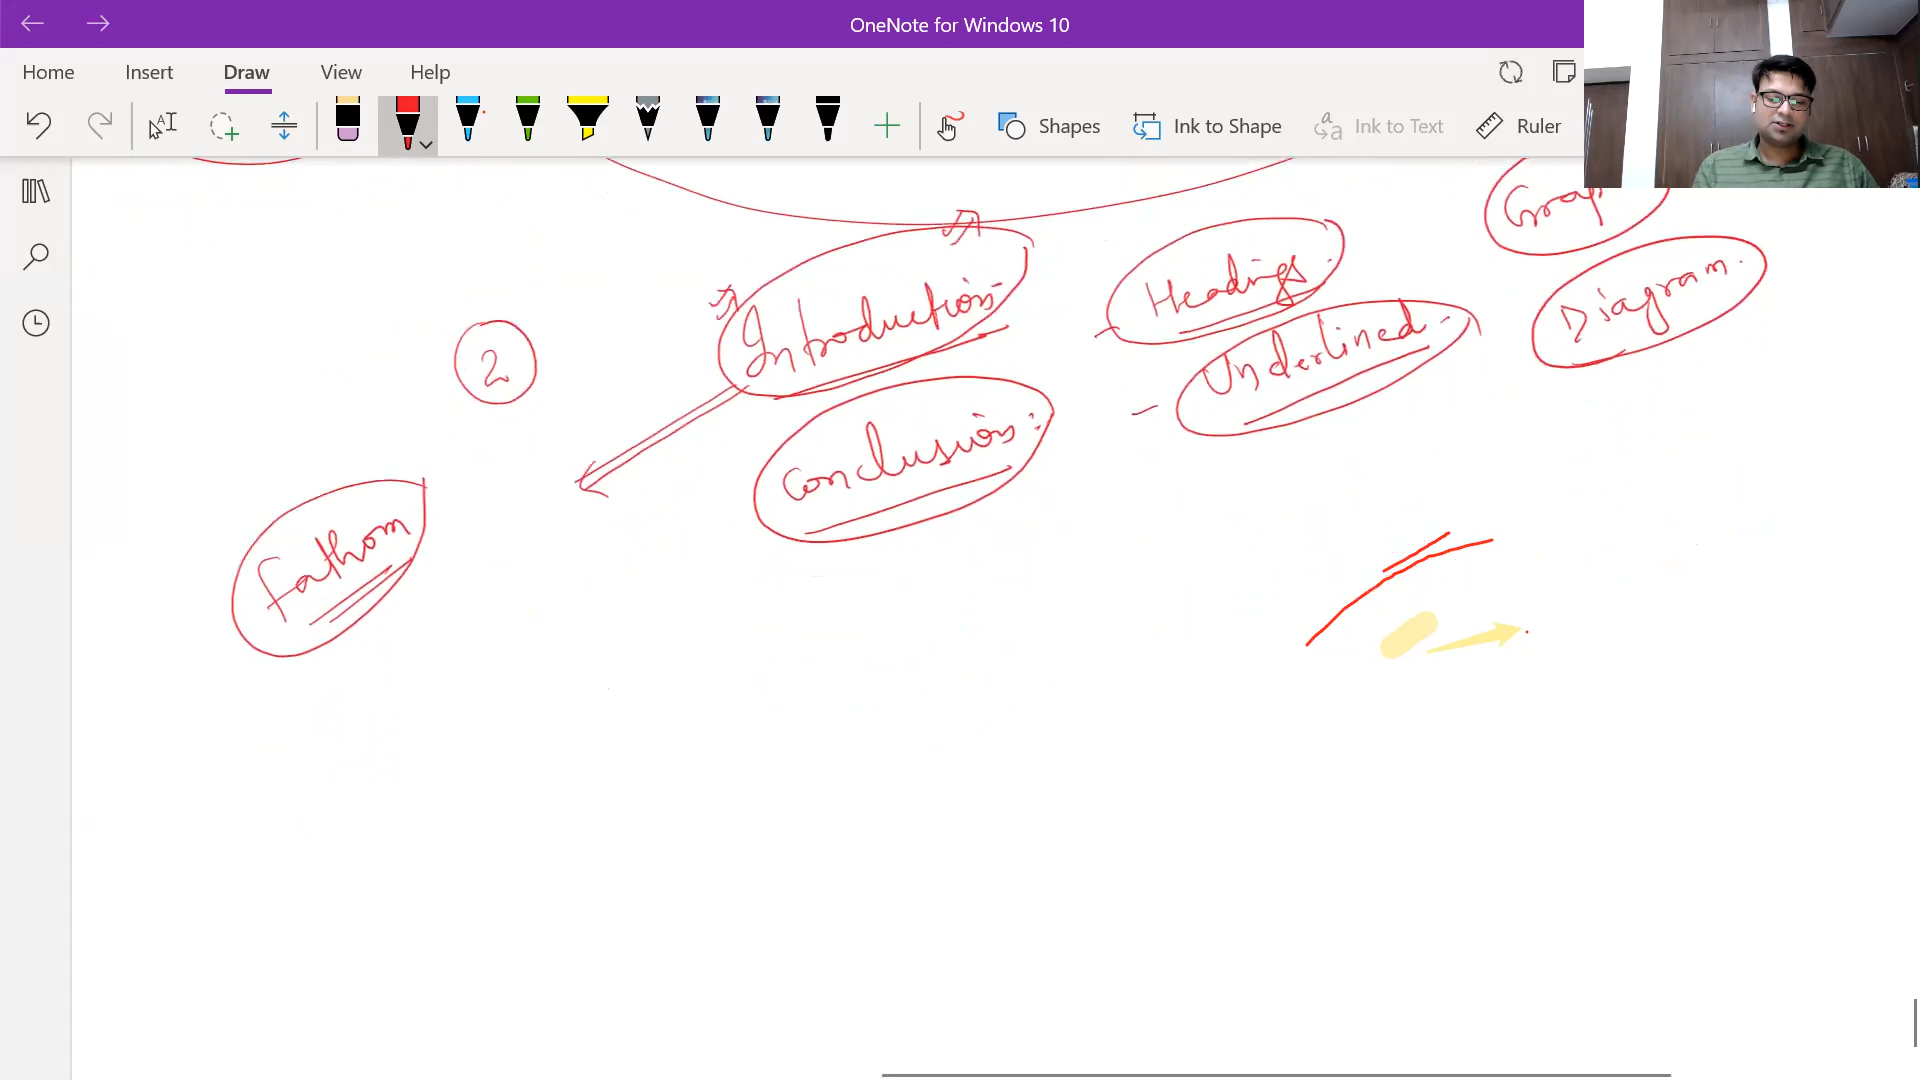 OneNote for Windows 10
Home Insert Draw View Help
Shapes Ink to Shape Ink to Text Ruler
Grap
Introduction Headings Diagram
2 Underlined
Conclusion
Fathom